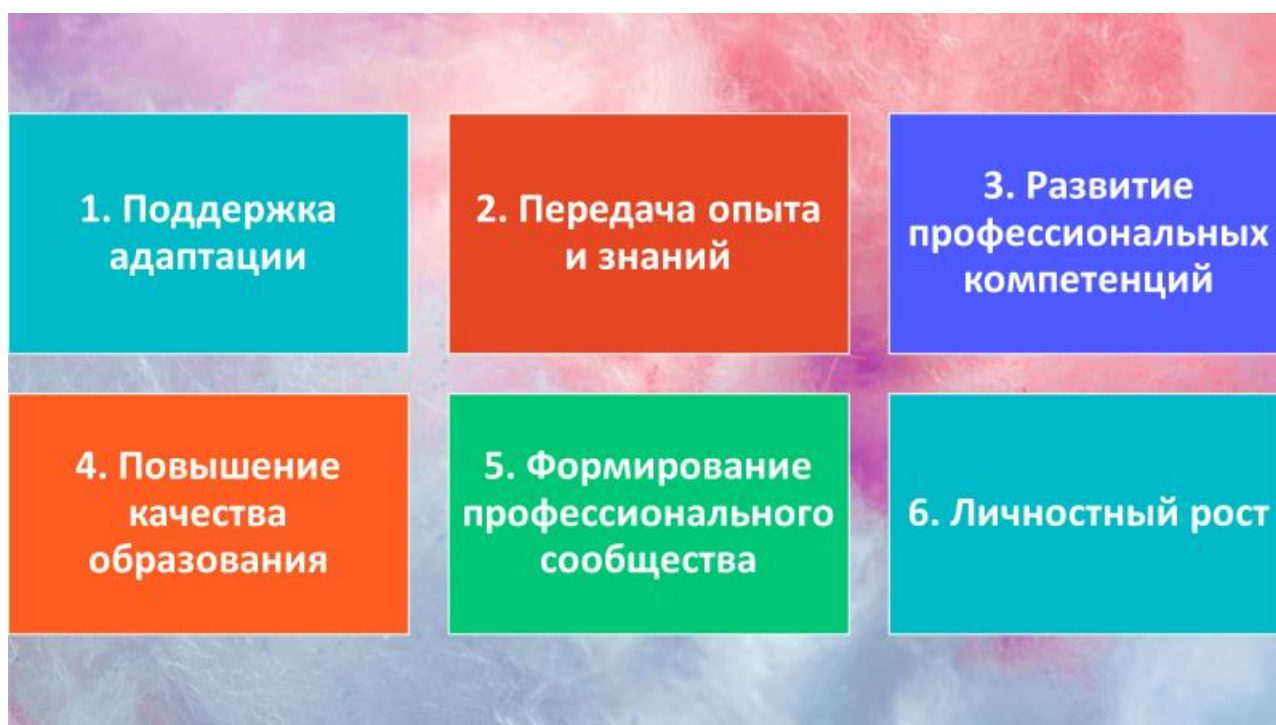 1. Поддержка
адаптации
2. Передача опыта
и знаний
3. Развитие
профессиональных
компетенций
4. Повышение
качества
образования
5. Формирование
профессионального
сообщества
6. Личностный рост